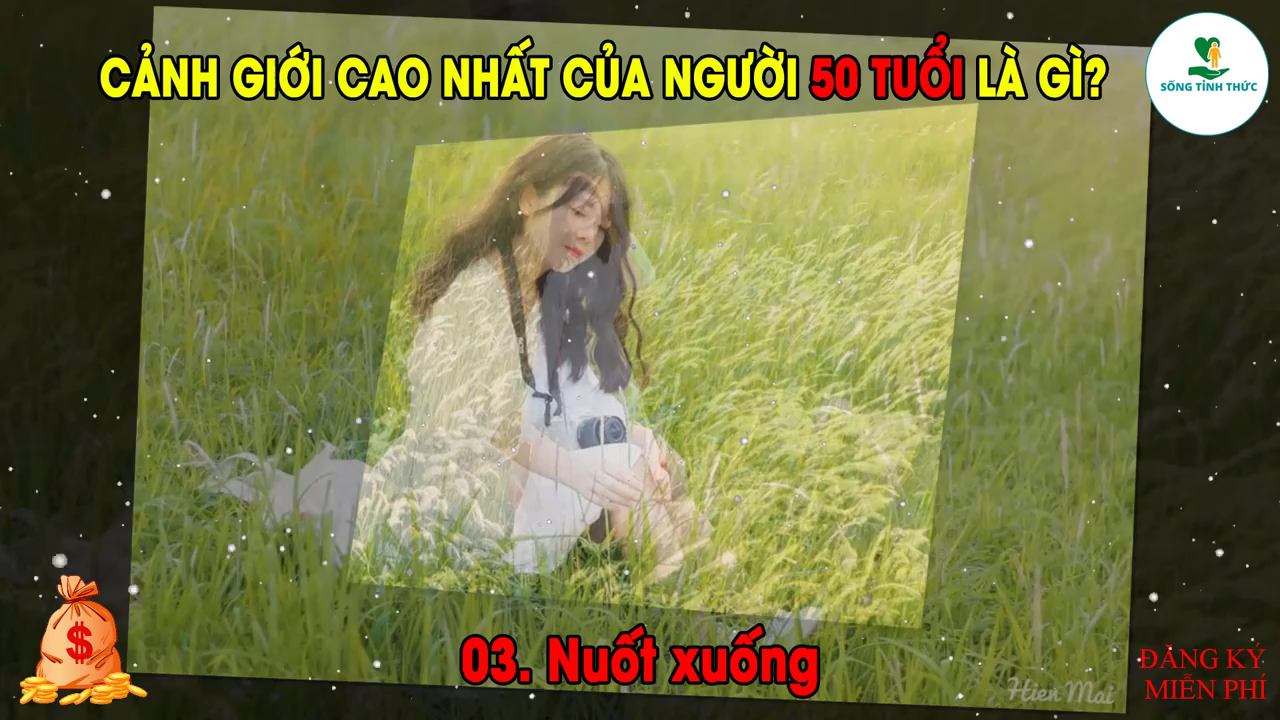 CẢNH GIỚI CAO NHẤT CỦA NGƯỜI 50 TUỔI LÀ GÌ?
SỐNG TỈNH THỨC
$
03. Nuốt xuống
ĐĂNG KÝ
MIỄN PHÍ
Hien Mai